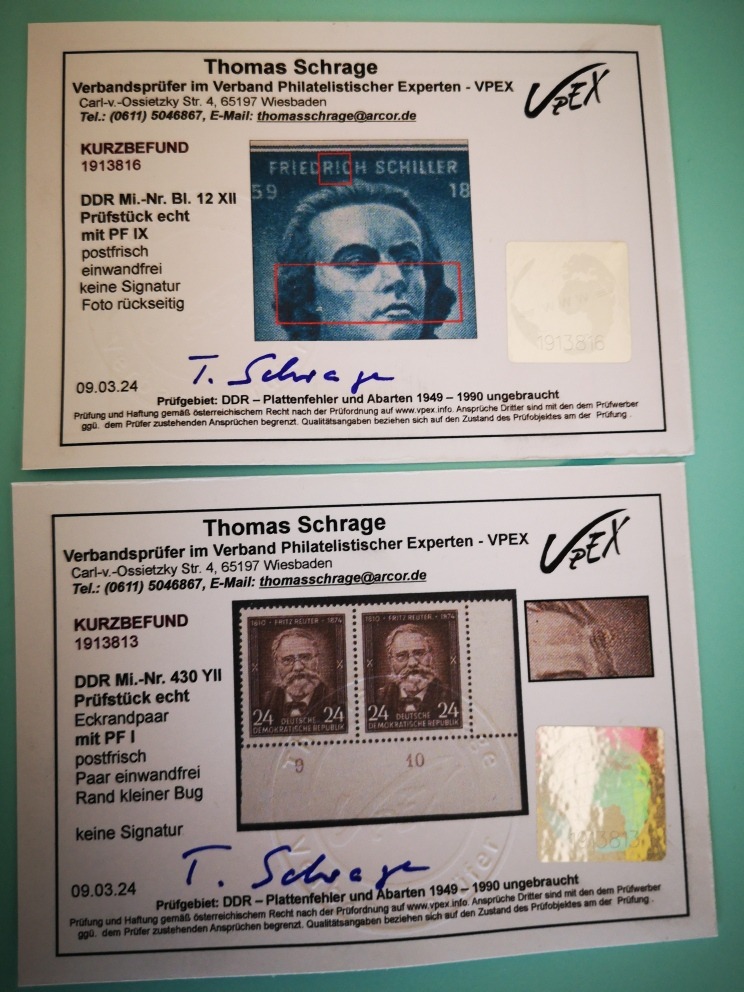 Thomas Schrage
Verbandsprüfer im Verband Philatelistischer Experten - VPEX
Carl-v.-Ossietzky Str. 4, 65197 Wiesbaden
Tel.: (0611) 5046867, E-Mail: thomasschrage@arcor.de
VPEX
KURZBEFUND
1913816
DDR Mi.-Nr. Bl. 12 XII
Prüfstück echt
mit PF IX
postfrisch
einwandfrei
keine Signatur
Foto rückseitig
FRIEDRICH SCHILLER
59 18
1913816
09.03.24
T. Schrage
Prüfgebiet: DDR – Plattenfehler und Abarten 1949 – 1990 ungebraucht
Prüfung und Haftung gemäß österreichischem Recht nach der Prüfordnung auf www.vpex.info. Ansprüche Dritter sind mit den dem Prüfwerber
ggü. dem Prüfer zustehenden Ansprüchen begrenzt. Qualitätsangaben beziehen sich auf den Zustand des Prüfobjektes am der Prüfung.
Thomas Schrage
Verbandsprüfer im Verband Philatelistischer Experten - VPEX
Carl-v.-Ossietzky Str. 4, 65197 Wiesbaden
Tel.: (0611) 5046867, E-Mail: thomasschrage@arcor.de
VPEX
KURZBEFUND
1913813
DDR Mi.-Nr. 430 YII
Prüfstück echt
Eckrandpaar
mit PF I
postfrisch
Paar einwandfrei
Rand kleiner Bug
keine Signatur
1810 · FRITZ REUTER · 1874
24 24
DEUTSCHE
DEMOKRATISCHE REPUBLIK
1810 · FRITZ REUTER · 1874
24 24
DEUTSCHE
DEMOKRATISCHE REPUBLIK
9 10
1913813
09.03.24
T. Schrage
Prüfgebiet: DDR – Plattenfehler und Abarten 1949 – 1990 ungebraucht
Prüfung und Haftung gemäß österreichischem Recht nach der Prüfordnung auf www.vpex.info. Ansprüche Dritter sind mit den dem Prüfwerber
ggü. dem Prüfer zustehenden Ansprüchen begrenzt. Qualitätsangaben beziehen sich auf den Zustand des Prüfobjektes am der Prüfung.